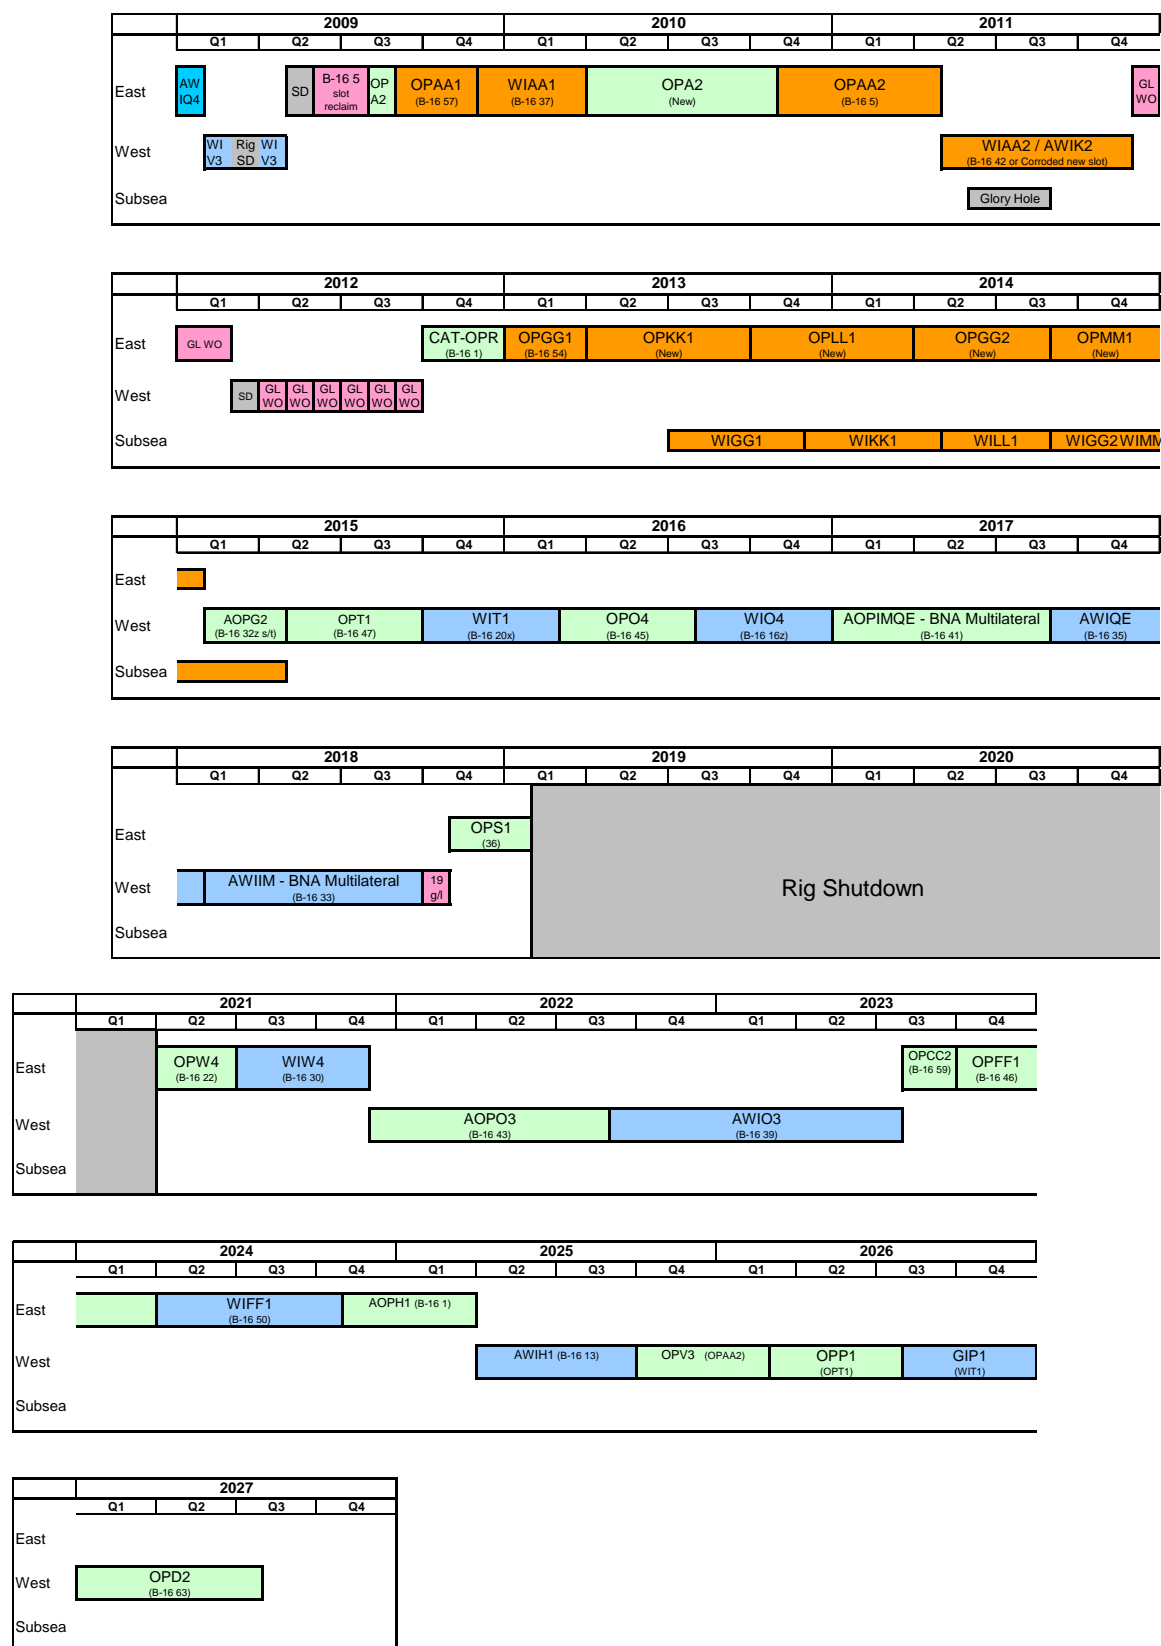 2009 2010 2011
Q1 Q2 Q3 Q4 Q1 Q2 Q3 Q4 Q1 Q2 Q3 Q4
East
AW
IQ4
SD
B-16 5
slot
reclaim
OP
A2
OPAA1
(B-16 57)
WIAA1
(B-16 37)
OPA2
(New)
OPAA2
(B-16 5)
GL
WO
West
WI Rig WI
V3 SD V3
WIAA2 / AWIK2
(B-16 42 or Corroded new slot)
Subsea
Glory Hole
2012 2013 2014
Q1 Q2 Q3 Q4 Q1 Q2 Q3 Q4 Q1 Q2 Q3 Q4
East
GL WO
CAT-OPR
(B-16 1)
OPGG1
(B-16 54)
OPKK1
(New)
OPLL1
(New)
OPGG2
(New)
OPMM1
(New)
West
SD
GL GL GL GL GL GL
WO WO WO WO WO WO
Subsea
WIGG1 WIKK1 WILL1 WIGG2 WIMM
2015 2016 2017
Q1 Q2 Q3 Q4 Q1 Q2 Q3 Q4 Q1 Q2 Q3 Q4
East
West
AOPG2
(B-16 32z s/t)
OPT1
(B-16 47)
WIT1
(B-16 20x)
OPO4
(B-16 45)
WIO4
(B-16 16z)
AOPIMQE - BNA Multilateral
(B-16 41)
AWIQE
(B-16 35)
Subsea
2018 2019 2020
Q1 Q2 Q3 Q4 Q1 Q2 Q3 Q4 Q1 Q2 Q3 Q4
East
OPS1
(36)
West
AWIIM - BNA Multilateral
(B-16 33)
19
g/l
Rig Shutdown
Subsea
2021 2022 2023
Q1 Q2 Q3 Q4 Q1 Q2 Q3 Q4 Q1 Q2 Q3 Q4
East
OPW4
(B-16 22)
WIW4
(B-16 30)
OPCC2
(B-16 59)
OPFF1
(B-16 46)
West
AOPO3
(B-16 43)
AWIO3
(B-16 39)
Subsea
2024 2025 2026
Q1 Q2 Q3 Q4 Q1 Q2 Q3 Q4 Q1 Q2 Q3 Q4
East
WIFF1
(B-16 50)
AOPH1 (B-16 1)
West
AWIH1 (B-16 13)
OPV3 (OPAA2)
OPP1
(OPT1)
GIP1
(WIT1)
Subsea
2027
Q1 Q2 Q3 Q4
East
West
OPD2
(B-16 63)
Subsea